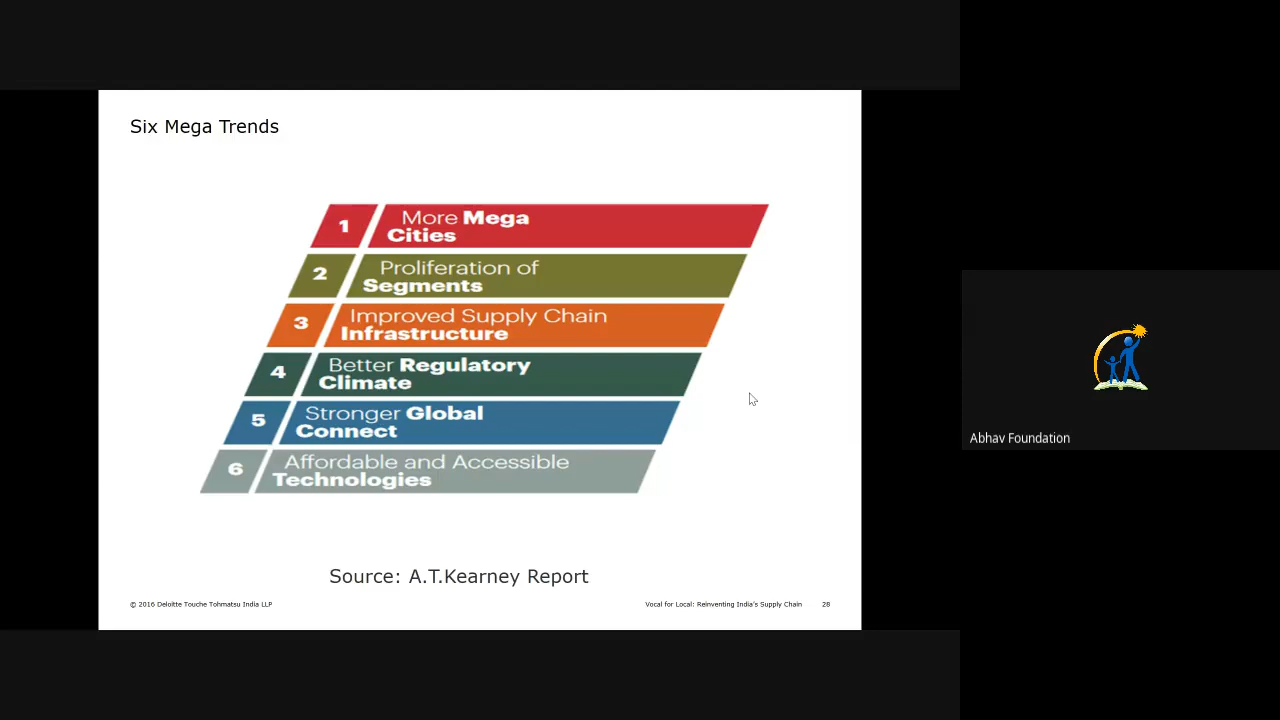 Six Mega Trends
1 More Mega
Cities
2 Proliferation of
Segments
3 Improved Supply Chain
Infrastructure
4 Better Regulatory
Climate
5 Stronger Global
Connect
6 Affordable and Accessible
Technologies
Source: A.T.Kearney Report
© 2016 Deloitte Touche Tohmatsu India LLP
Vocal for Local: Reinventing India's Supply Chain 28
Abhav Foundation